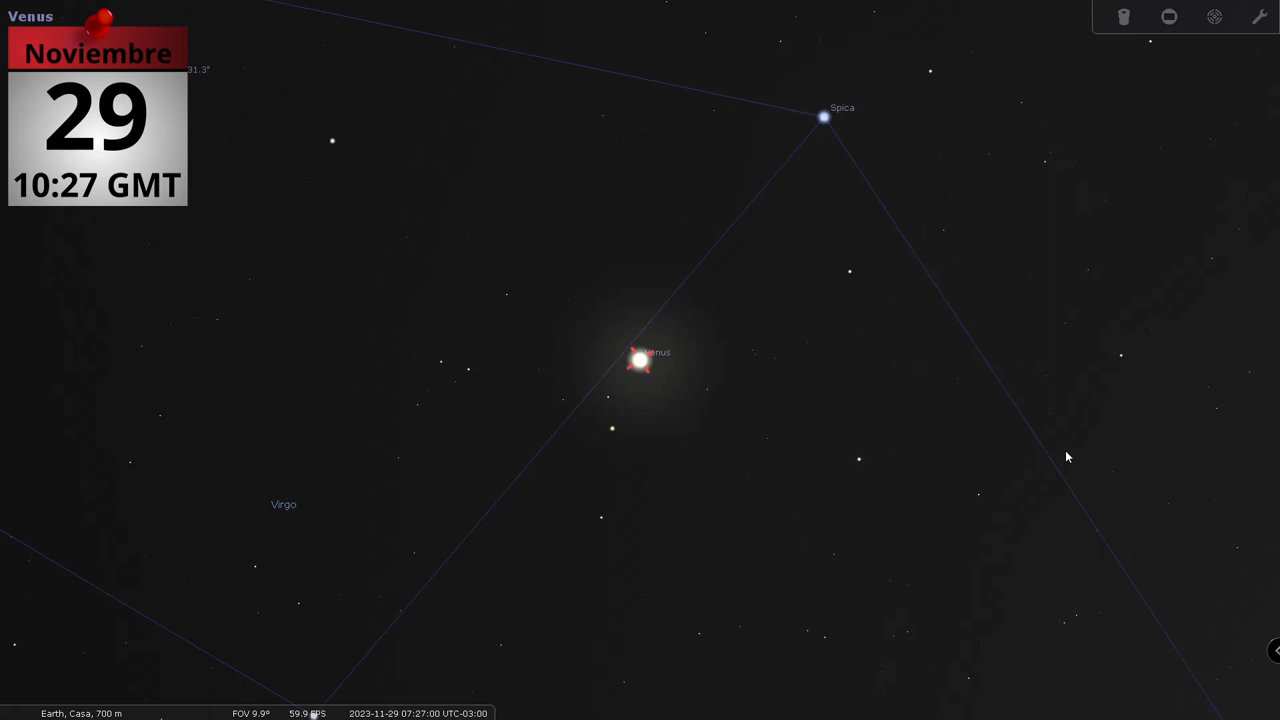 Venus
Noviembre
31.3°
29
10:27 GMT
Spica
Venus
Virgo
Earth, Casa, 700 m FOV 9.9° 59.9 FPS 2023-11-29 07:27:00 UTC-03:00